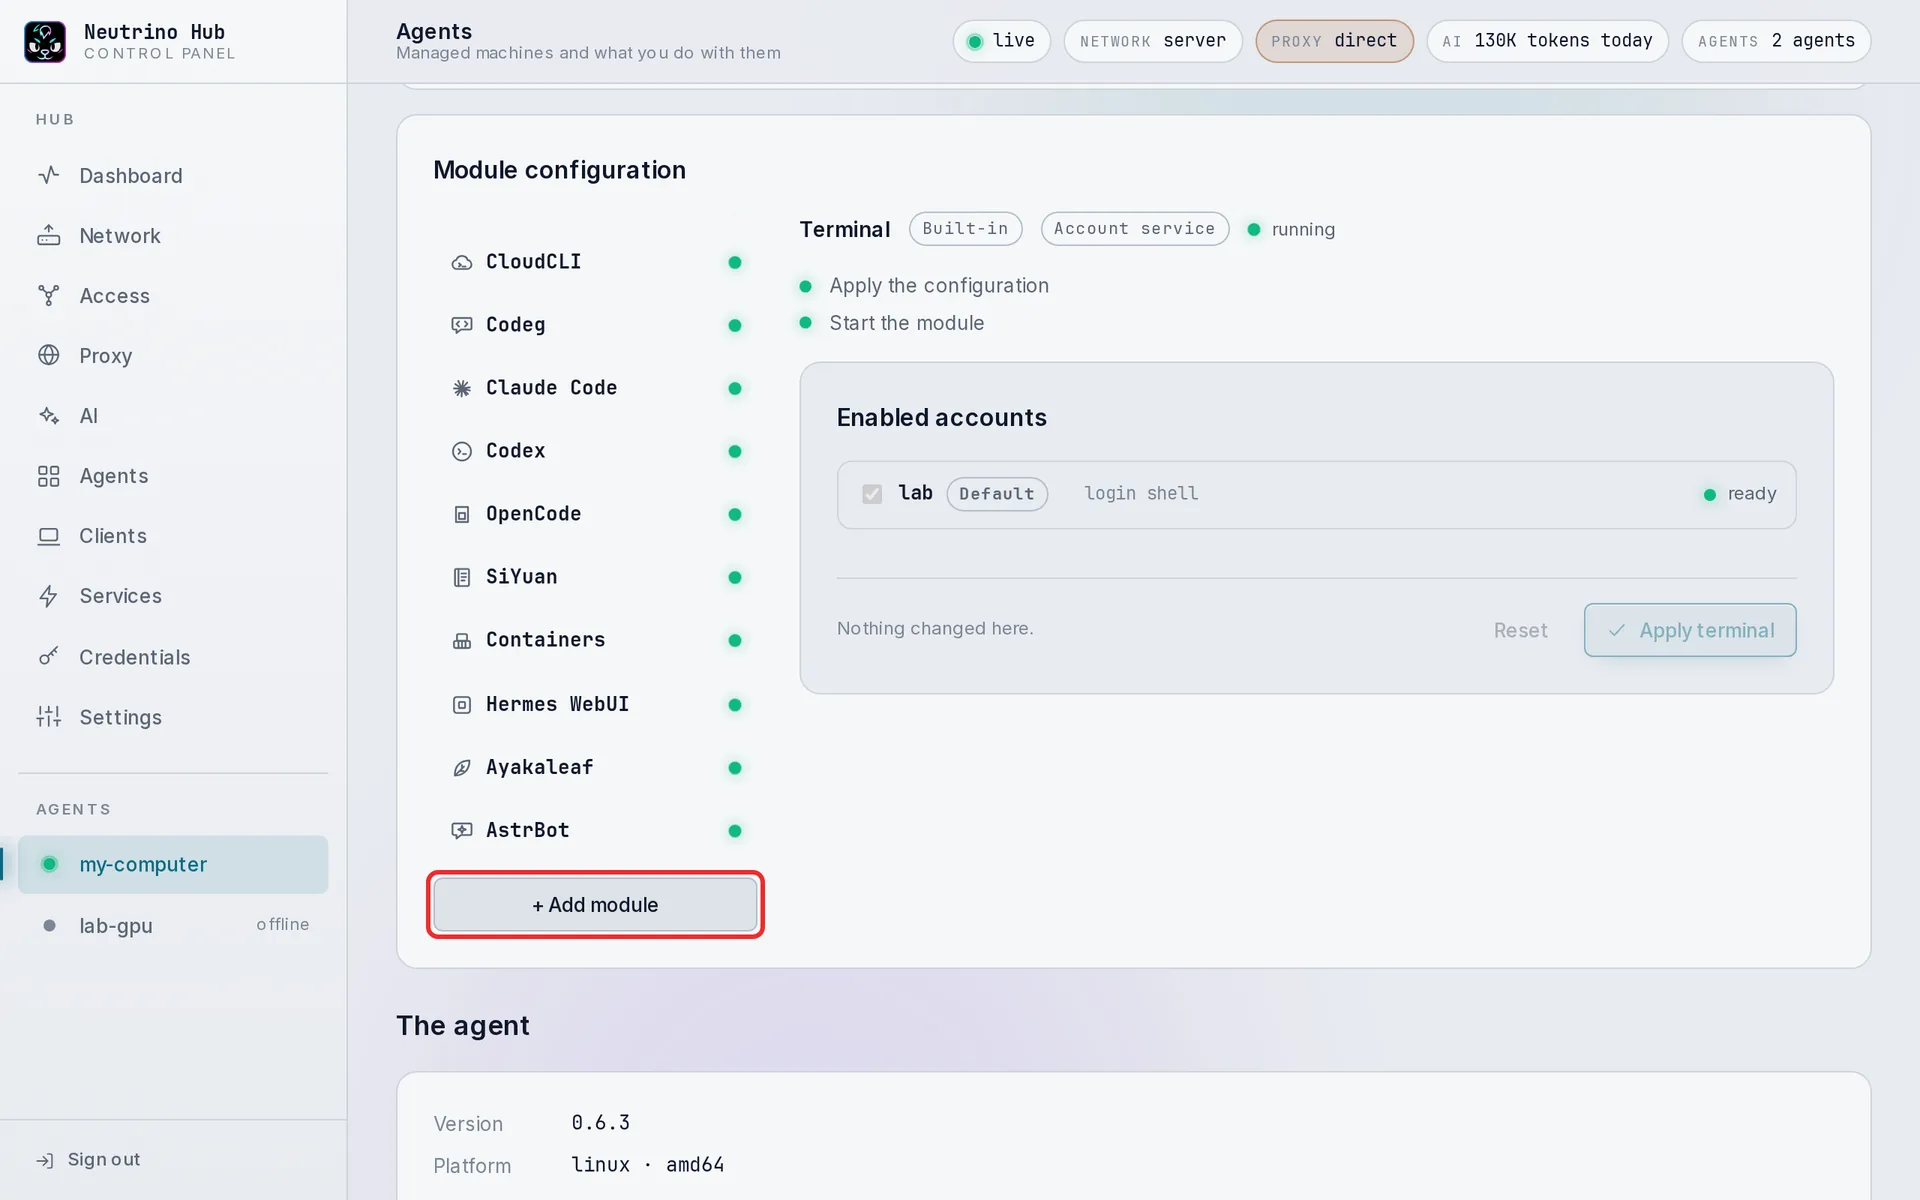 Neutrino Hub
CONTROL PANEL
HUB
Dashboard
Network
Access
Proxy
AI
Agents
Clients
Services
Credentials
Settings
AGENTS
my-computer
lab-gpu offline
Sign out
Agents
Managed machines and what you do with them
live
NETWORK server
PROXY direct
AI 130K tokens today
AGENTS 2 agents
Module configuration
CloudCLI
Codeg
Claude Code
Codex
OpenCode
SiYuan
Containers
Hermes WebUI
Ayakaleaf
AstrBot
+ Add module
Terminal Built-in Account service running
Apply the configuration
Start the module
Enabled accounts
lab Default login shell ready
Nothing changed here.
Reset
Apply terminal
The agent
Version 0.6.3
Platform linux · amd64